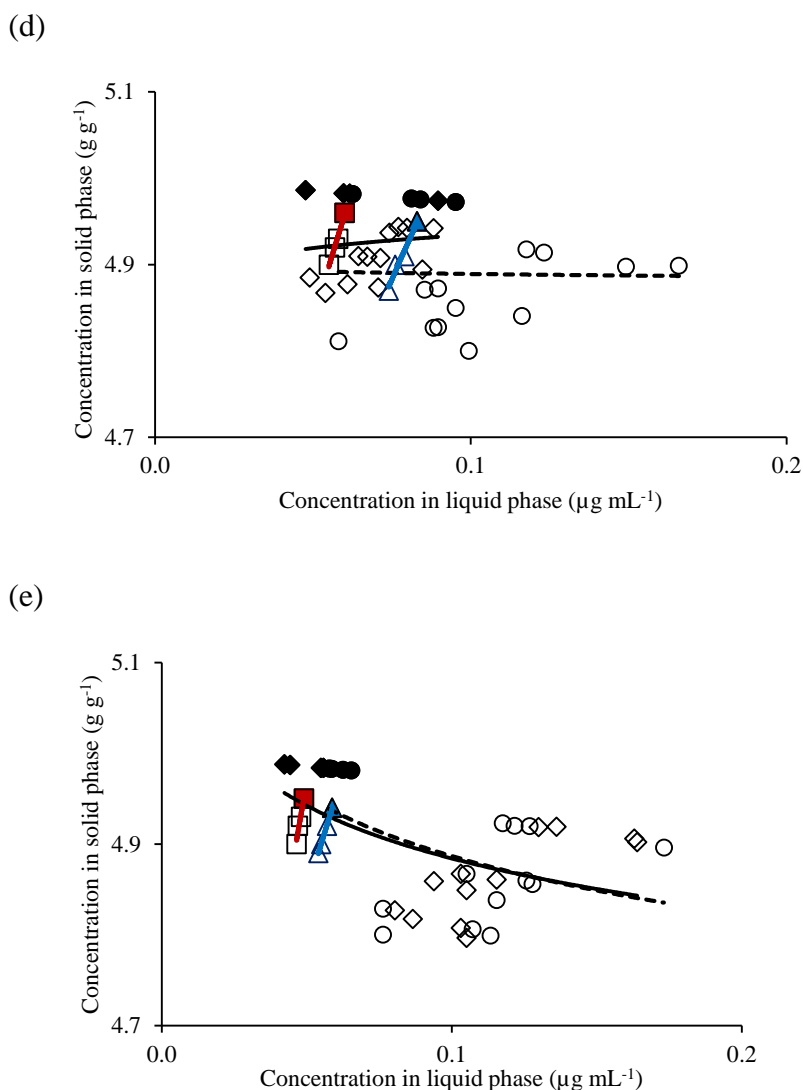 (d)
5.1
4.9
4.7
0.0
0.1
0.2
Concentration in solid phase (g g⁻¹)
Concentration in liquid phase (µg mL⁻¹)
(e)
5.1
4.9
4.7
0.0
0.1
0.2
Concentration in solid phase (g g⁻¹)
Concentration in liquid phase (µg mL⁻¹)